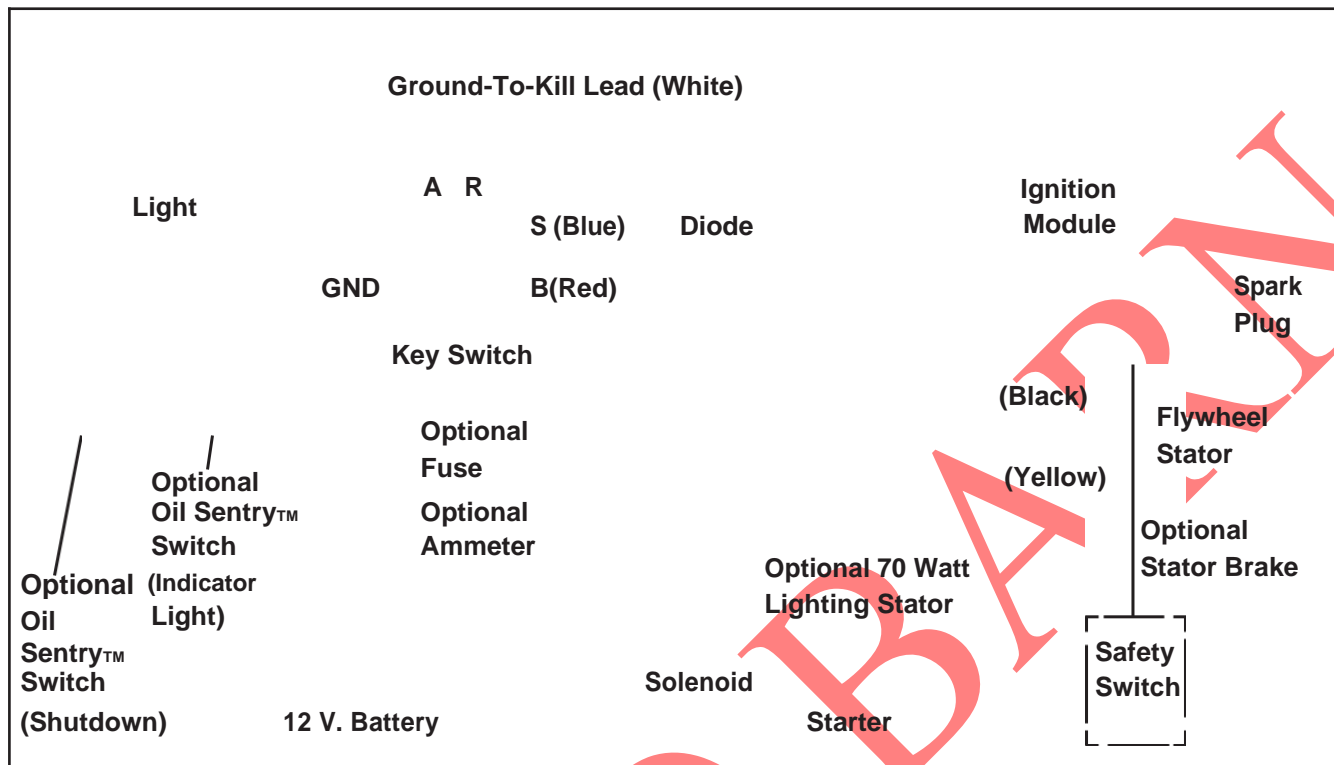 Ground-To-Kill Lead (White)
A R
Light
Ignition
Module
S (Blue)
Diode
GND
B(Red)
Spark
Plug
Key Switch
(Black)
Flywheel
Stator
Optional
Fuse
(Yellow)
Optional
Oil Sentry™
Switch
(Indicator
Light)
Optional
Ammeter
Optional
Stator Brake
Optional 70 Watt
Lighting Stator
Optional
Oil
Sentry™
Switch
(Shutdown)
Safety
Switch
Solenoid
12 V. Battery
Starter
BARN